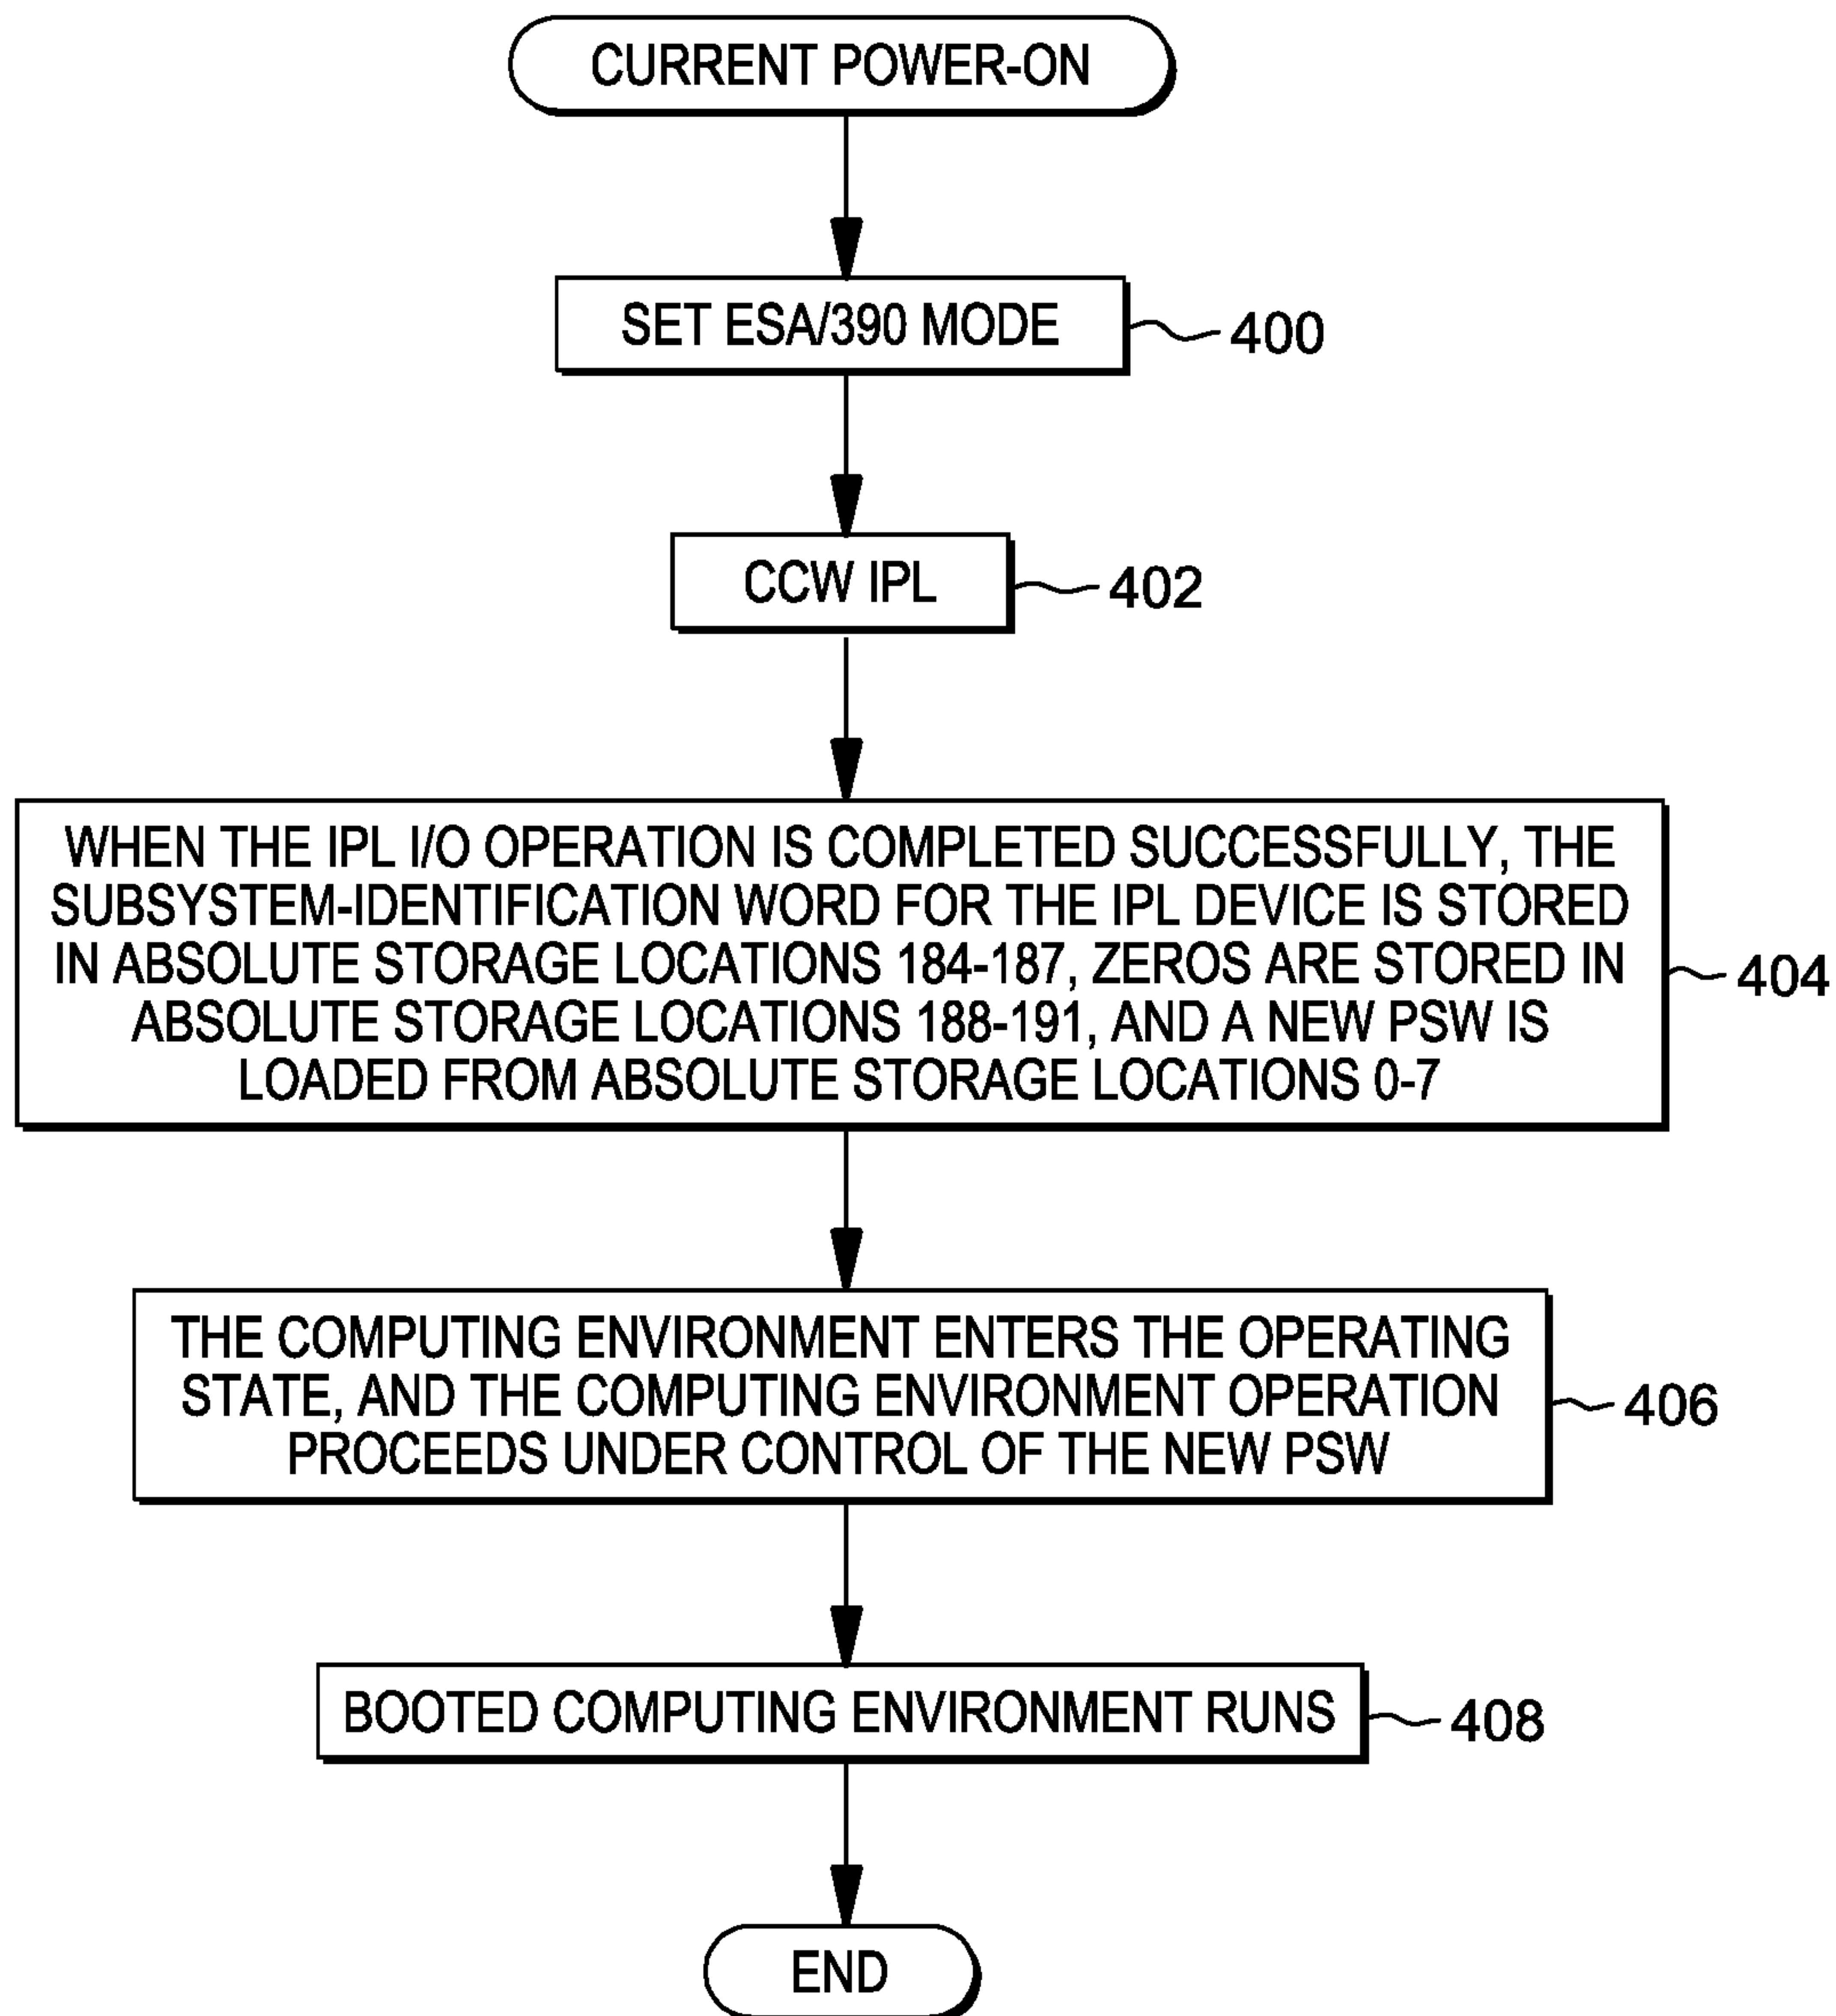 CURRENT POWER-ON
SET ESA/390 MODE
400
CCW IPL
402
WHEN THE IPL I/O OPERATION IS COMPLETED SUCCESSFULLY, THE
SUBSYSTEM-IDENTIFICATION WORD FOR THE IPL DEVICE IS STORED
IN ABSOLUTE STORAGE LOCATIONS 184-187, ZEROS ARE STORED IN
ABSOLUTE STORAGE LOCATIONS 188-191, AND A NEW PSW IS
LOADED FROM ABSOLUTE STORAGE LOCATIONS 0-7
404
THE COMPUTING ENVIRONMENT ENTERS THE OPERATING
STATE, AND THE COMPUTING ENVIRONMENT OPERATION
PROCEEDS UNDER CONTROL OF THE NEW PSW
406
BOOTED COMPUTING ENVIRONMENT RUNS
408
END